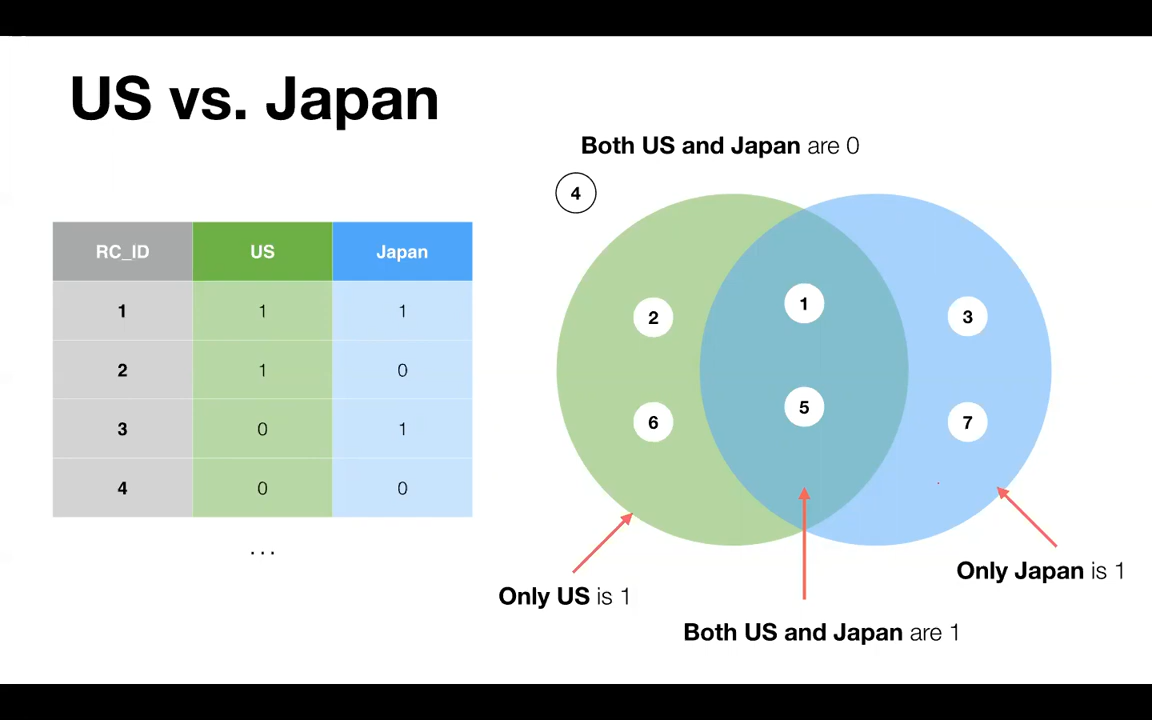 US vs. Japan
RC_ID US Japan
1 1 1
2 1 0
3 0 1
4 0 0
...
Both US and Japan are 0
4
2 1 3
6 5 7
Only US is 1
Both US and Japan are 1
Only Japan is 1